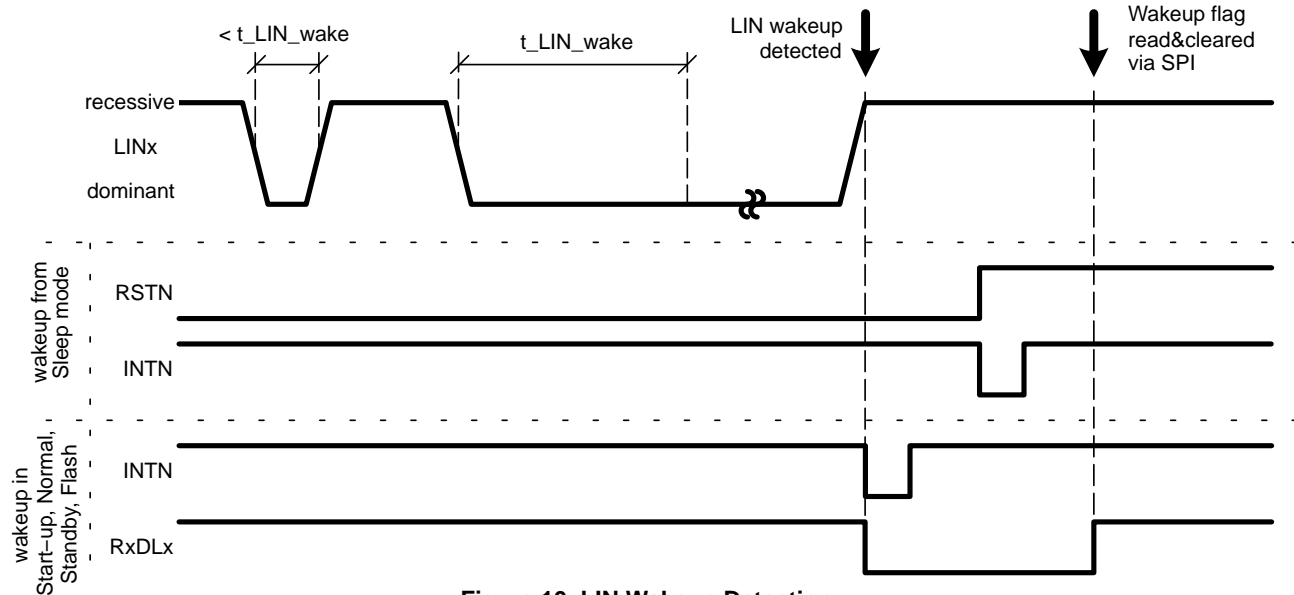 < t_LIN_wake
t_LIN_wake
LIN wakeup
detected
Wakeup flag
read&cleared
via SPI
recessive
LINx
dominant
wakeup from
Sleep mode
RSTN
INTN
wakeup in
Start–up, Normal,
Standby, Flash
INTN
RxDLx